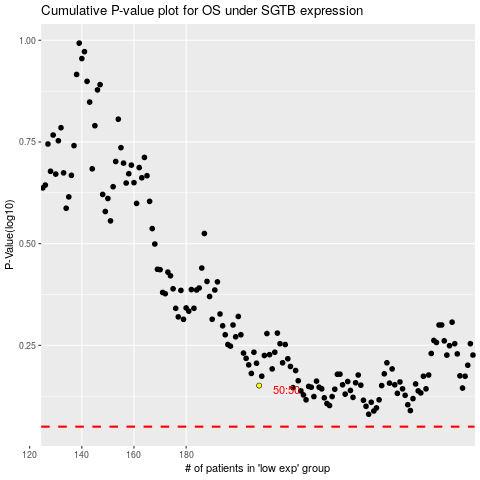 Cumulative P-value plot for OS under SGTB expression
1.00
0.75
0.50
0.25
P-Value(log10)
50:50
120 140 160 180
# of patients in 'low exp' group